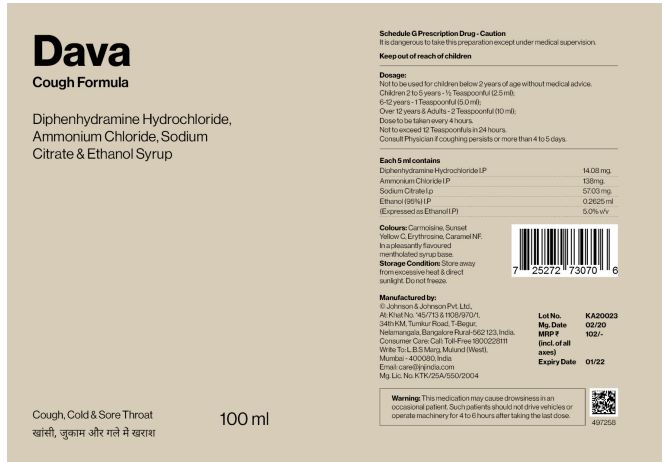 Dava
Cough Formula
Diphenhydramine Hydrochloride,
Ammonium Chloride, Sodium
Citrate & Ethanol Syrup
Cough, Cold & Sore Throat
खांसी, जुकाम और गले मे खराश
100 ml
Schedule G Prescription Drug - Caution
It is dangerous to take this preparation except under medical supervision.
Keep out of reach of children
Dosage:
Not to be used for children below 2 years of age without medical advice.
Children 2 to 5 years - ½ Teaspoonful (2.5 ml);
6-12 years - 1 Teaspoonful (5.0 ml);
Over 12 years & Adults - 2 Teaspoonful (10 ml);
Dose to be taken every 4 hours.
Not to exceed 12 Teaspoonfuls in 24 hours.
Consult Physician if coughing persists or more than 4 to 5 days.
Each 5 ml contains
Diphenhydramine Hydrochloride I.P 14.08 mg.
Ammonium Chloride I.P 138mg.
Sodium Citrate I.p 57.03 mg.
Ethanol (95%) I.P 0.2625 ml
(Expressed as Ethanol I.P) 5.0% v/v
Colours: Carmoisine, Sunset
Yellow C, Erythrosine, Caramel NF.
In a pleasantly flavoured
mentholated syrup base.
Storage Condition: Store away
from excessive heat & direct
sunlight. Do not freeze.
7 25272 73070 6
Manufactured by:
© Johnson & Johnson Pvt. Ltd.,
At: Khat No. *45/713 & 1108/970/1,
34th KM, Tumkur Road, T-Begur,
Nelamangala, Bangalore Rural-562 123, India.
Consumer Care: Call: Toll-Free 1800228111
Write To: L.B.S Marg, Mulund (West),
Mumbai - 400080, India
Email: care@jnjindia.com
Mg. Lic. No. KTK/25A/550/2004
Lot No. KA20023
Mg. Date 02/20
MRP ₹ 102/-
(incl. of all
axes)
Expiry Date 01/22
Warning: This medication may cause drowsiness in an
occasional patient. Such patients should not drive vehicles or
operate machinery for 4 to 6 hours after taking the last dose.
497258